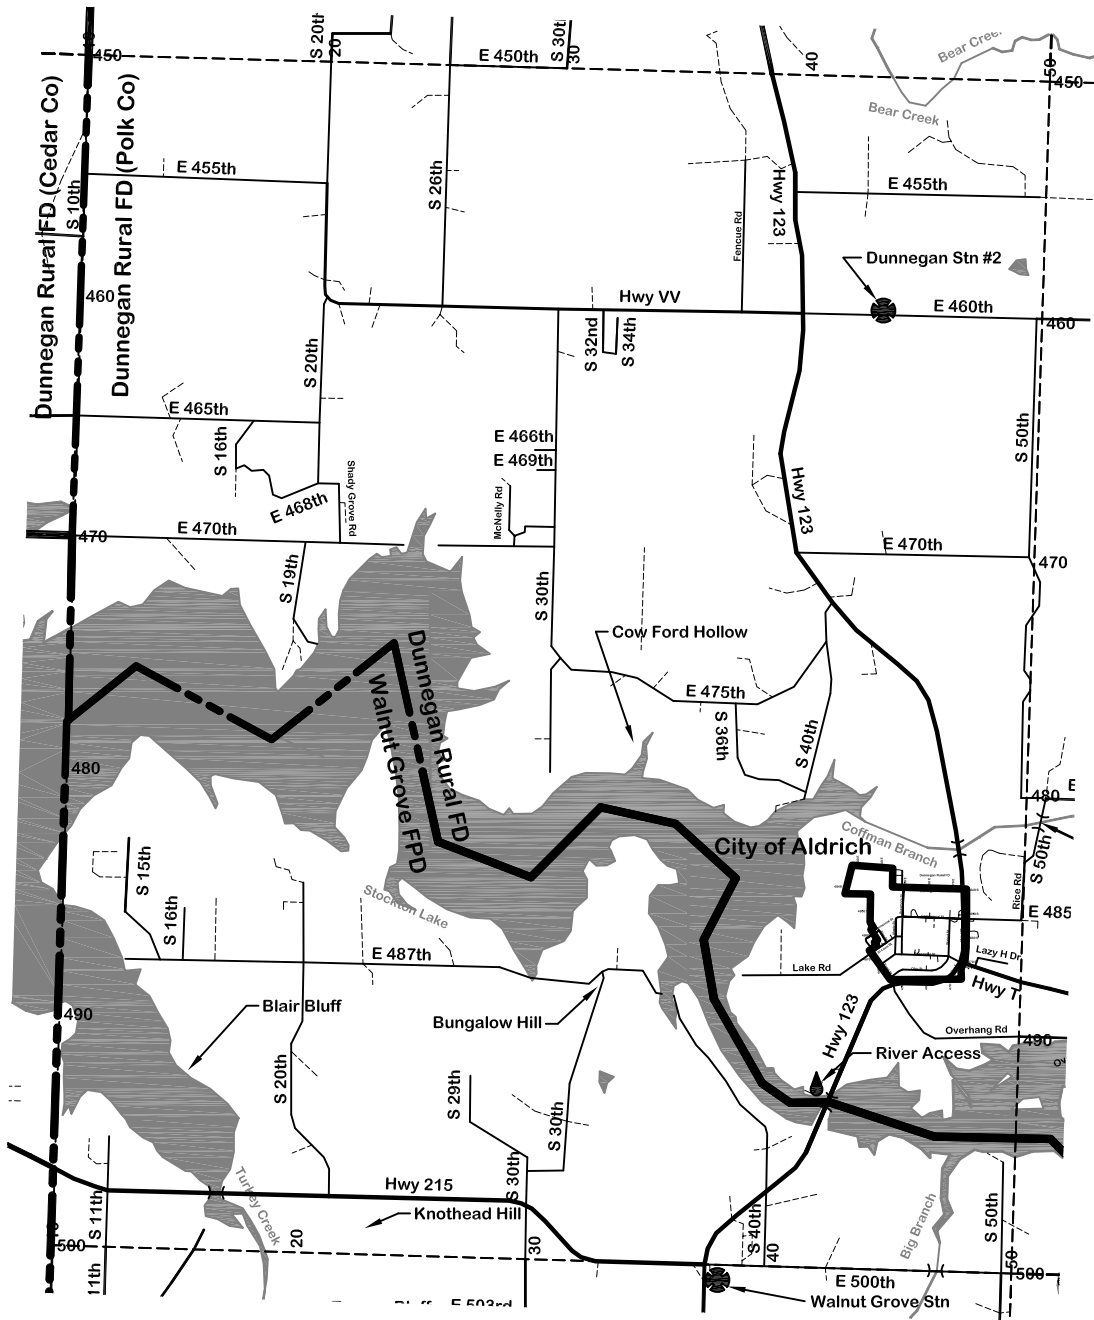 S 20th
20
S 30t
30
E 450th
450
40
50
450
Bear Creek
Bear Creek
Dunnegan Rural FD (Cedar Co)
Dunnegan Rural FD (Polk Co)
S 10th
E 455th
S 26th
Fencue Rd
Hwy 123
E 455th
Dunnegan Stn #2
460
Hwy VV
E 460th
460
S 20th
S 32nd
S 34th
E 465th
S 16th
E 466th
E 469th
S 50th
E 468th
Shady Grove Rd
McNelly Rd
Hwy 123
E 470th
470
E 470th
470
S 19th
S 30th
Cow Ford Hollow
Dunnegan Rural FD
Walnut Grove FPD
E 475th
S 36th
S 40th
480
480
E
City of Aldrich
Coffman Branch
S 50th
S 15th
S 16th
Stockton Lake
Rice Rd
E 485
E 487th
Lake Rd
Lazy H Dr
Hwy T
Blair Bluff
490
Bungalow Hill
Hwy 123
Overhang Rd
490
River Access
Ov
S 20th
S 29th
S 30th
S 30th
Turkey Creek
Hwy 215
Knothead Hill
S 11th
S 40th
Big Branch
S 50th
500
20
30
40
50
500
11th
E 500th
Walnut Grove Stn
Bluff
E 503rd